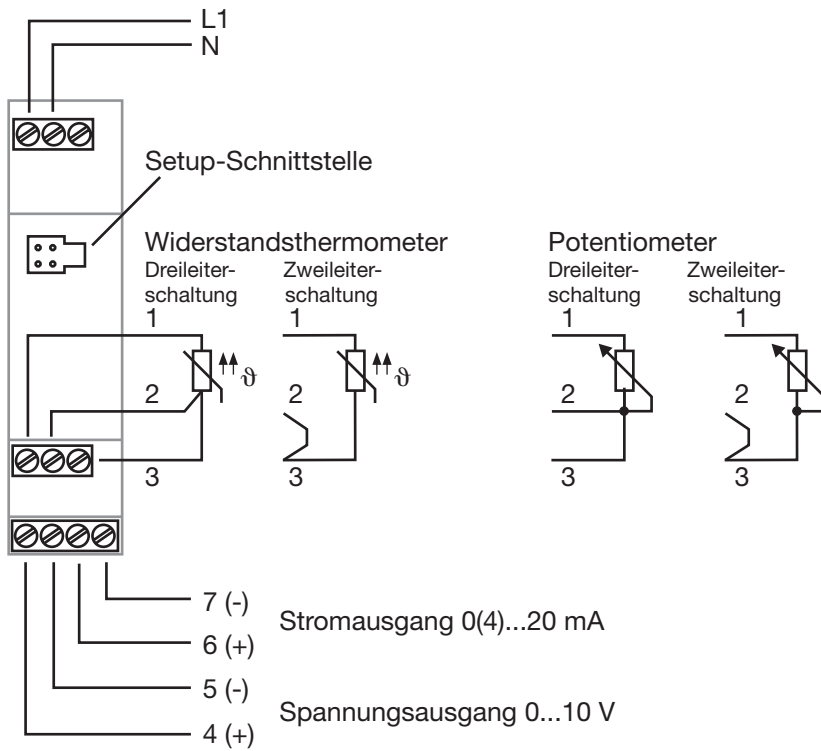 L1
N
Setup-Schnittstelle
Widerstandsthermometer
Dreileiter-
schaltung
Zweileiter-
schaltung
1
2
3
ϑ
1
2
3
ϑ
Potentiometer
Dreileiter-
schaltung
Zweileiter-
schaltung
1
2
3
1
2
3
7 (-)
6 (+)
Stromausgang 0(4)...20 mA
5 (-)
4 (+)
Spannungsausgang 0...10 V